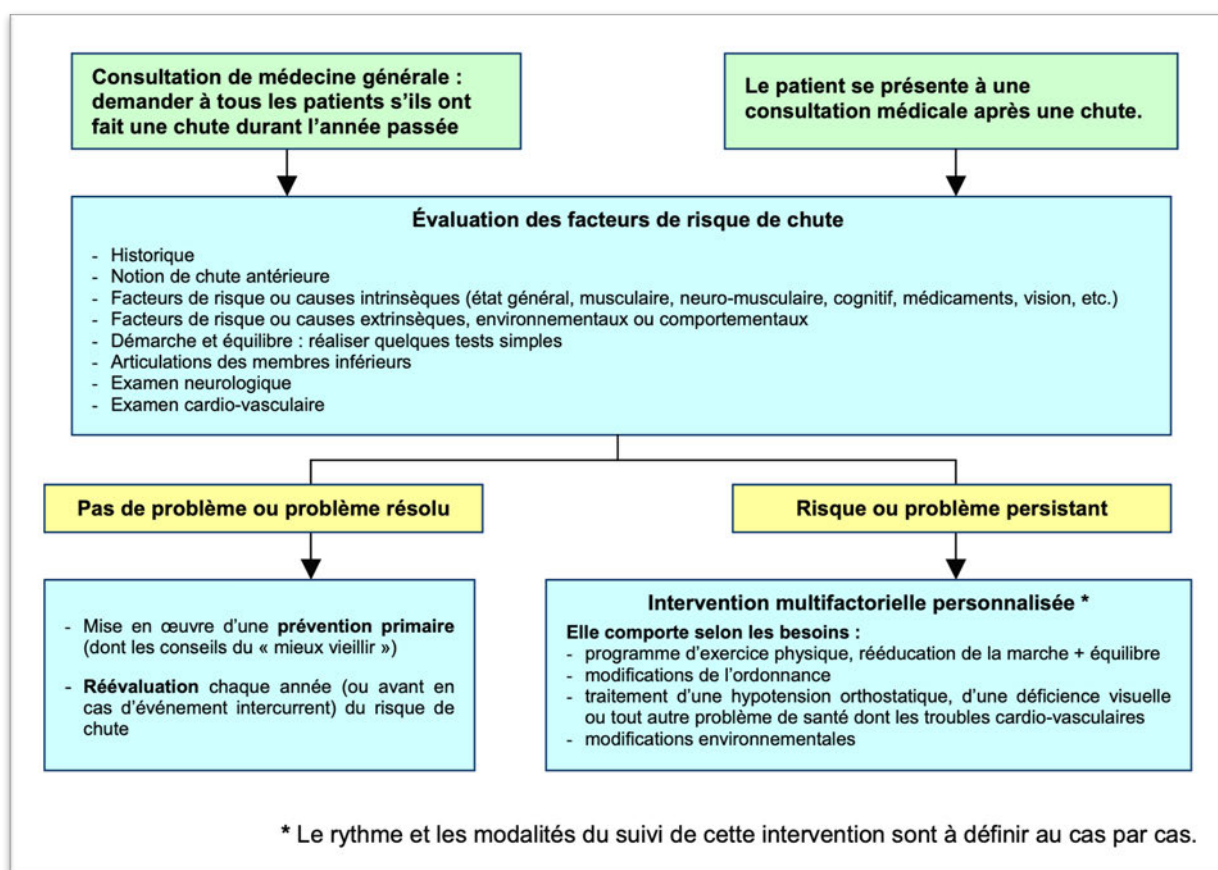 Consultation de médecine générale :
demander à tous les patients s'ils ont
fait une chute durant l'année passée
Le patient se présente à une
consultation médicale après une chute.
Évaluation des facteurs de risque de chute
- Historique
- Notion de chute antérieure
- Facteurs de risque ou causes intrinsèques (état général, musculaire, neuro-musculaire, cognitif, médicaments, vision, etc.)
- Facteurs de risque ou causes extrinsèques, environnementaux ou comportementaux
- Démarche et équilibre : réaliser quelques tests simples
- Articulations des membres inférieurs
- Examen neurologique
- Examen cardio-vasculaire
Pas de problème ou problème résolu
Risque ou problème persistant
- Mise en œuvre d'une prévention primaire
(dont les conseils du « mieux vieillir »)
- Réévaluation chaque année (ou avant en
cas d'événement intercurrent) du risque de
chute
Intervention multifactorielle personnalisée *
Elle comporte selon les besoins :
- programme d'exercice physique, rééducation de la marche + équilibre
- modifications de l'ordonnance
- traitement d'une hypotension orthostatique, d'une déficience visuelle
ou tout autre problème de santé dont les troubles cardio-vasculaires
- modifications environnementales
* Le rythme et les modalités du suivi de cette intervention sont à définir au cas par cas.